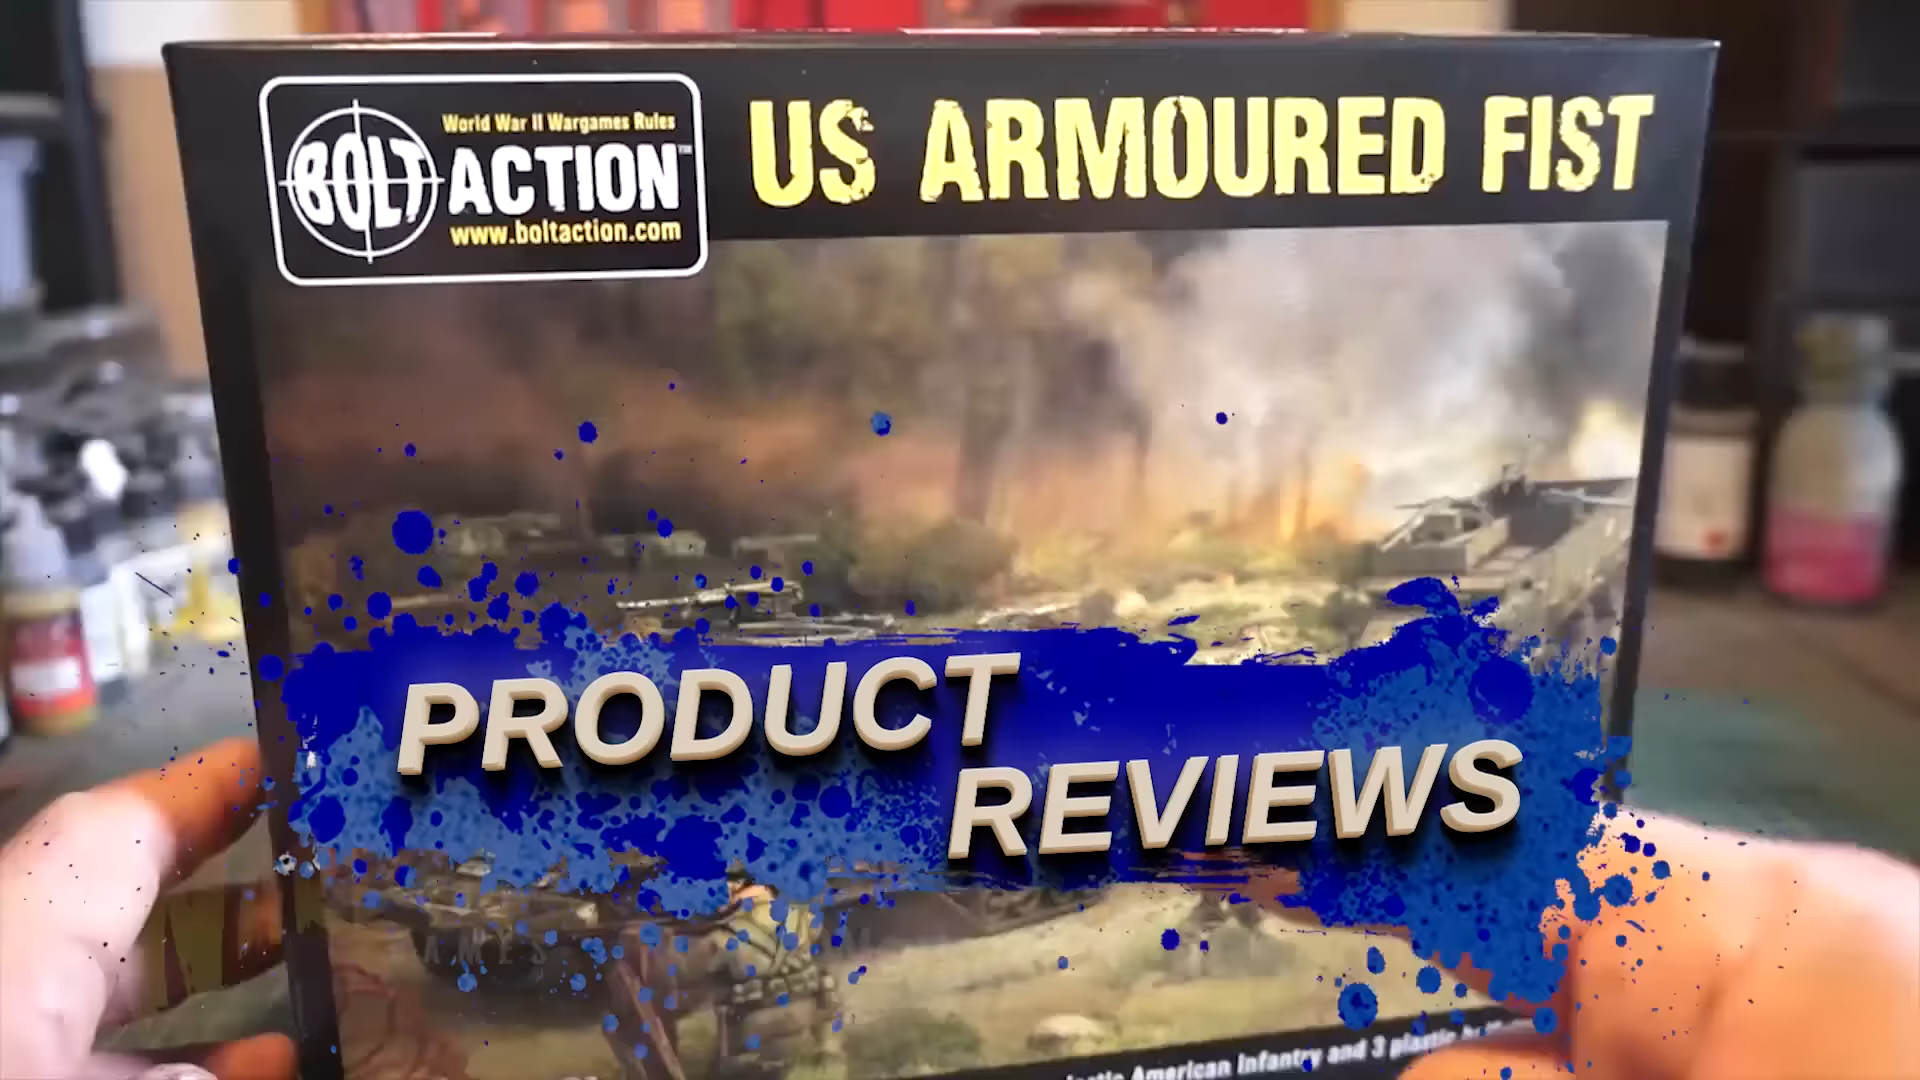 World War II Wargames Rules
BOLT ACTION™
www.boltaction.com
US ARMOURED FIST
PRODUCT
REVIEWS
American Infantry and 3 plastic